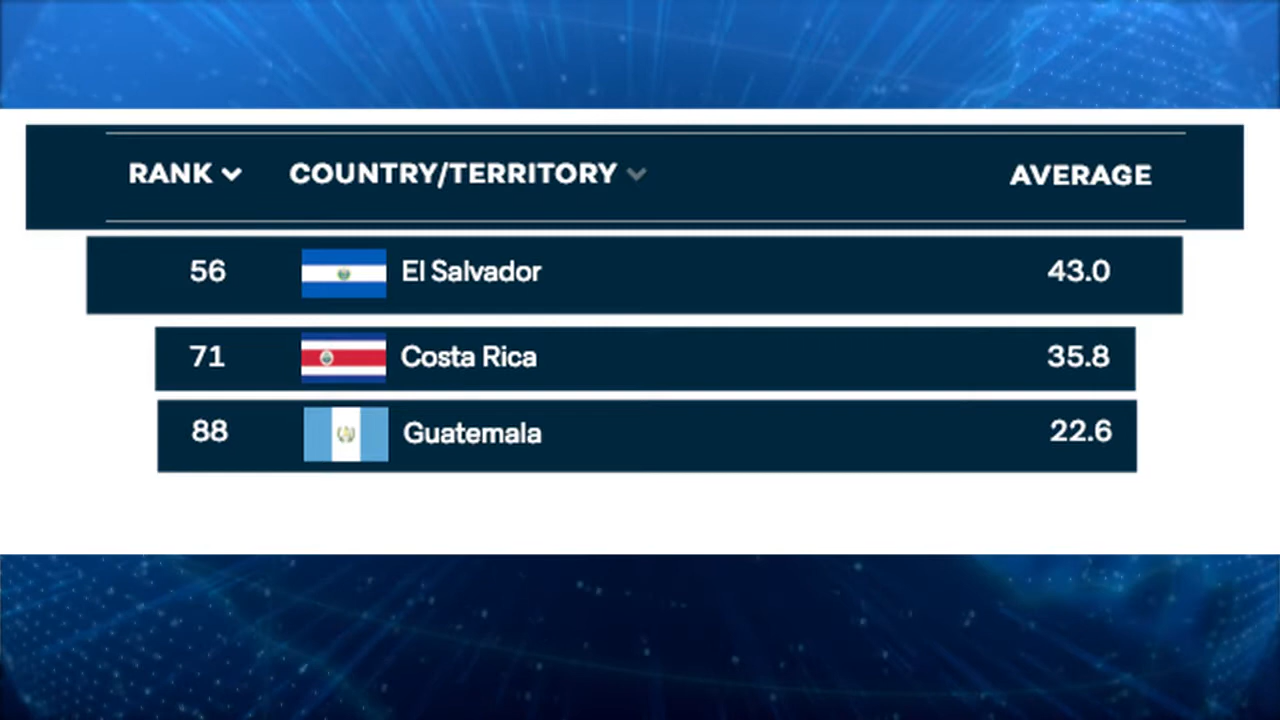 RANK COUNTRY/TERRITORY AVERAGE
56 El Salvador 43.0
71 Costa Rica 35.8
88 Guatemala 22.6